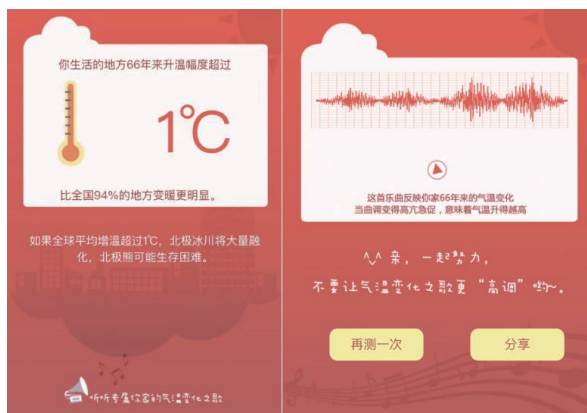 你生活的地方66年来升温幅度超过
1℃
比全国94%的地方变暖更明显。
如果全球平均增温超过1℃，北极冰川将大量融
化，北极熊可能生存困难。
听听专属你家的气温变化之歌
这首乐曲反映你家66年来的气温变化
当曲调变得高亢急促，意味着气温升得越高
^_^ 亲，一起努力，
不要让气温变化之歌更“高调”哟~。
再测一次
分享